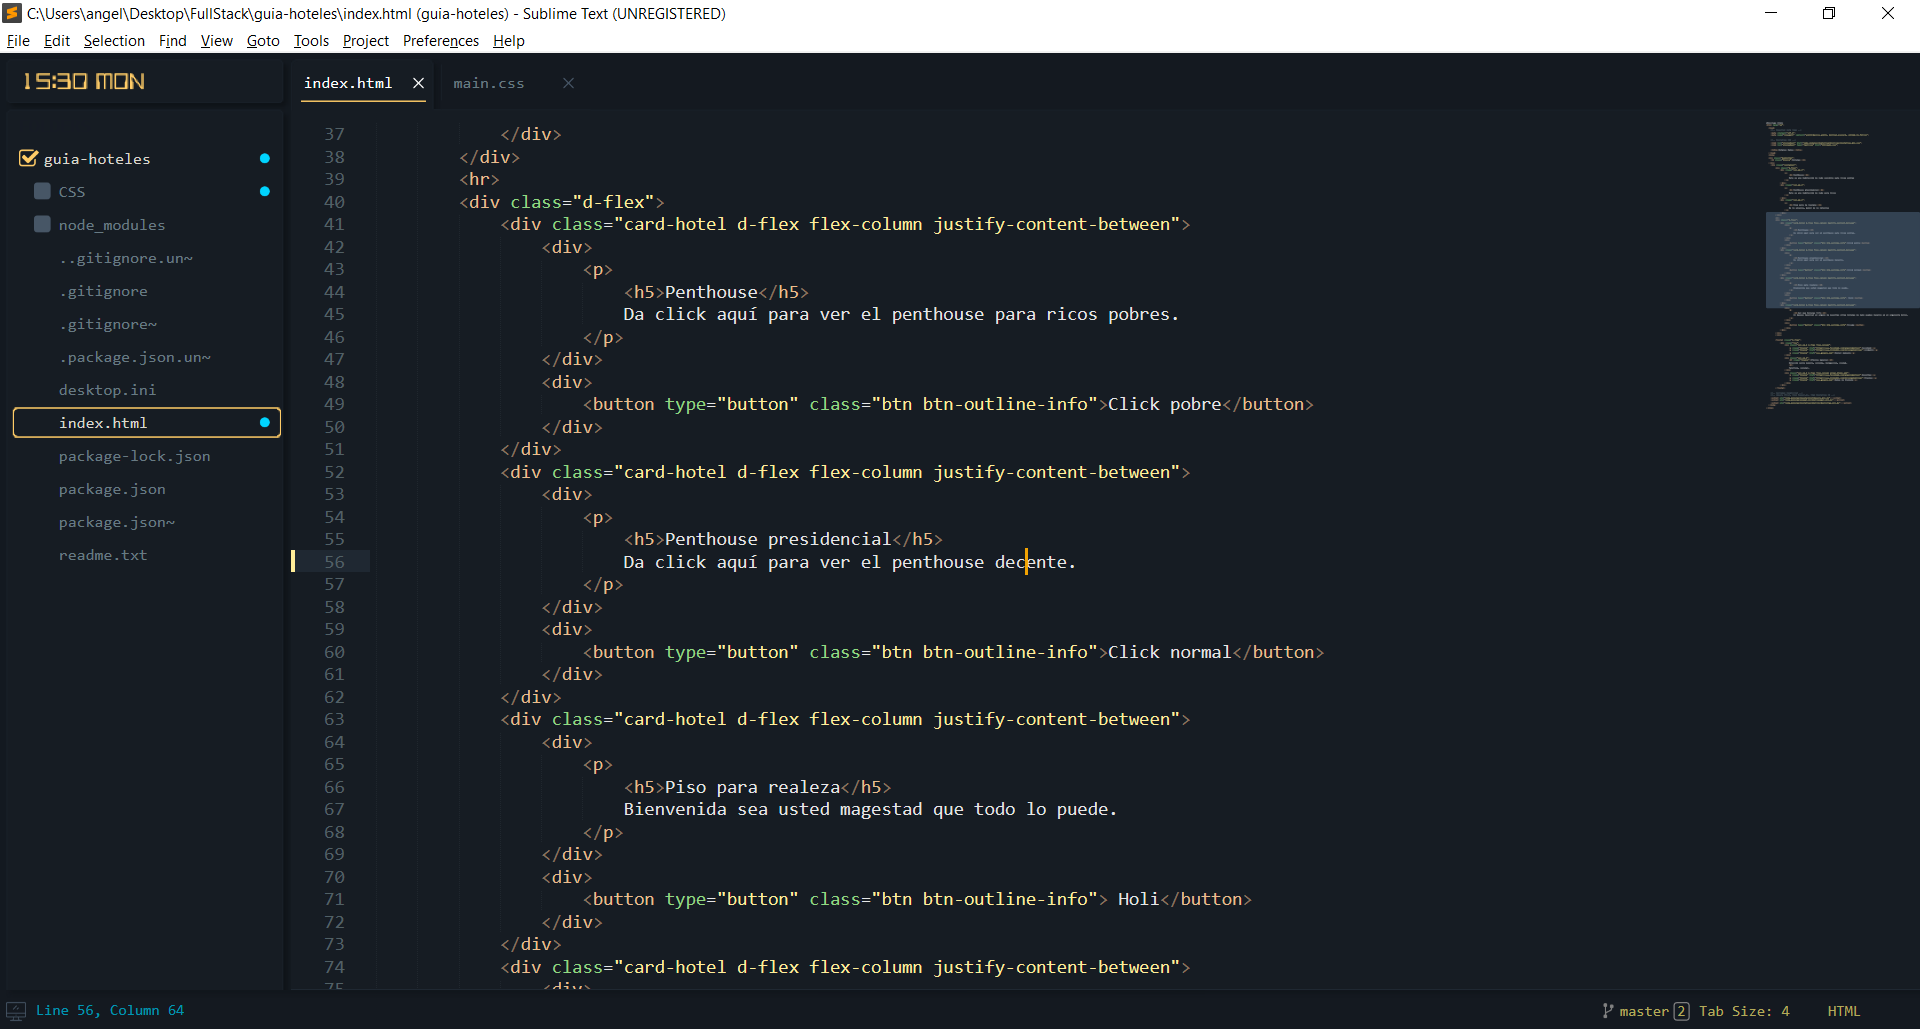 C:\Users\angel\Desktop\FullStack\guia-hoteles\index.html (guia-hoteles) - Sublime Text (UNREGISTERED)
File Edit Selection Find View Goto Tools Project Preferences Help
15:30 MON
index.html
main.css
guia-hoteles
CSS
node_modules
..gitignore.un~
.gitignore
.gitignore~
.package.json.un~
desktop.ini
index.html
package-lock.json
package.json
package.json~
readme.txt
37 </div>
38 </div>
39 <hr>
40 <div class="d-flex">
41 <div class="card-hotel d-flex flex-column justify-content-between">
42 <div>
43 <p>
44 <h5>Penthouse</h5>
45 Da click aquí para ver el penthouse para ricos pobres.
46 </p>
47 </div>
48 <div>
49 <button type="button" class="btn btn-outline-info">Click pobre</button>
50 </div>
51 </div>
52 <div class="card-hotel d-flex flex-column justify-content-between">
53 <div>
54 <p>
55 <h5>Penthouse presidencial</h5>
56 Da click aquí para ver el penthouse decente.
57 </p>
58 </div>
59 <div>
60 <button type="button" class="btn btn-outline-info">Click normal</button>
61 </div>
62 </div>
63 <div class="card-hotel d-flex flex-column justify-content-between">
64 <div>
65 <p>
66 <h5>Piso para realeza</h5>
67 Bienvenida sea usted magestad que todo lo puede.
68 </p>
69 </div>
70 <div>
71 <button type="button" class="btn btn-outline-info"> Holi</button>
72 </div>
73 </div>
74 <div class="card-hotel d-flex flex-column justify-content-between">
75 <div>
Line 56, Column 64
master 2 Tab Size: 4 HTML